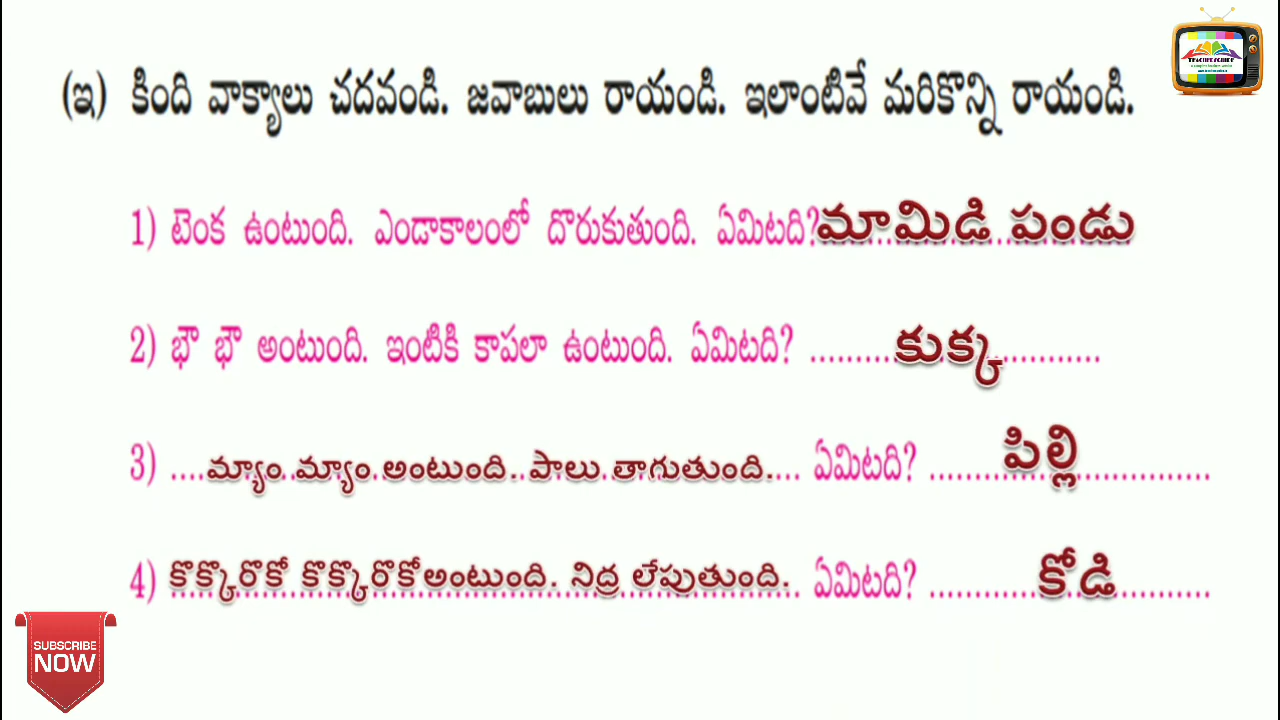 (ఇ) కింది వాక్యాలు చదవండి. జవాబులు రాయండి. ఇలాంటివే మరికొన్ని రాయండి.
1) టెంక ఉంటుంది. ఎండాకాలంలో దొరుకుతుంది. ఏమిటది? మామిడి పండు
2) భౌ భౌ అంటుంది. ఇంటికి కాపలా ఉంటుంది. ఏమిటది? .......... కుక్క ..........
3) .... మ్యాం మ్యాం అంటుంది. పాలు తాగుతుంది. ... ఏమిటది? ........ పిల్లి ..........
4) కొక్కొరొకో కొక్కొరొకోఅంటుంది. నిద్ర లేపుతుంది. ఏమిటది? .......... కోడి ..........
SUBSCRIBE
NOW